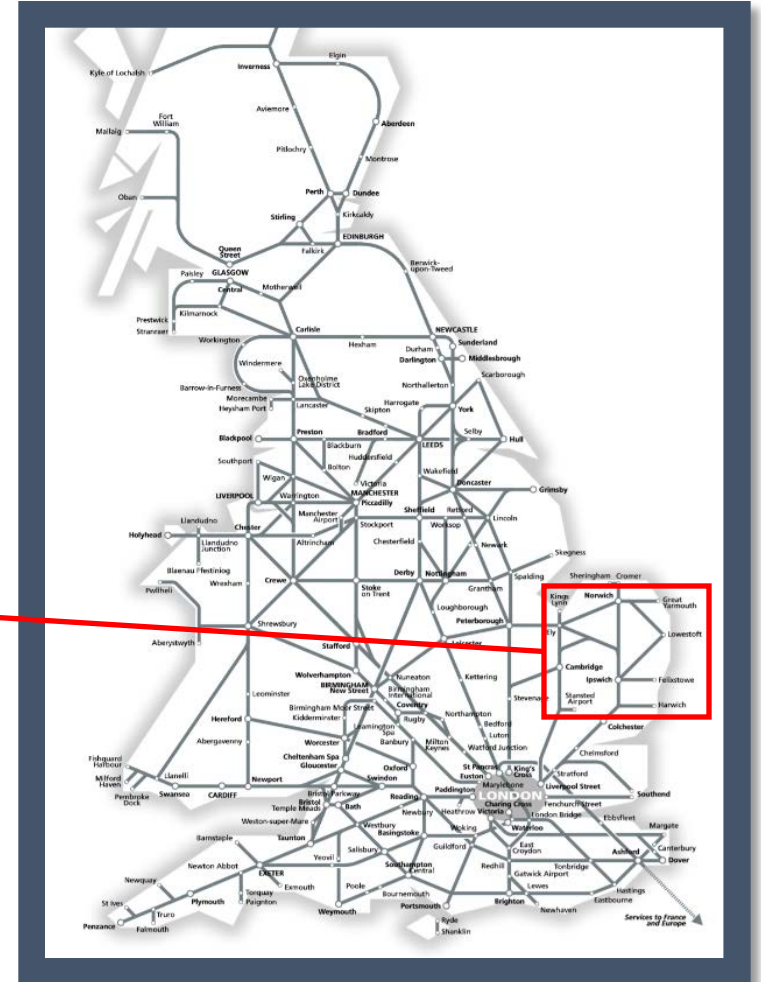 Elgin
Inverness
Kyle of Lochalsh
Aviemore
Fort
William
Mallaig
Aberdeen
Pitlochry
Montrose
Perth
Dundee
Oban
Stirling
Kirkcaldy
EDINBURGH
Queen
Street
Falkirk
Berwick-
upon-Tweed
Paisley
GLASGOW
Central
Motherwell
Prestwick
Kilmarnock
Stranraer
Carlisle
NEWCASTLE
Workington
Hexham
Sunderland
Durham
Darlington
Middlesbrough
Windermere
Scarborough
Oxenholme
Lake District
Barrow-in-Furness
Northallerton
Morecambe
Lancaster
Harrogate
York
Heysham Port
Skipton
Blackpool
Preston
Bradford
Selby
Hull
Blackburn
LEEDS
Southport
Huddersfield
Bolton
Wakefield
Wigan
Victoria
LIVERPOOL
Warrington
MANCHESTER
Piccadilly
Doncaster
Grimsby
Manchester
Airport
Sheffield
Retford
Llandudno
Stockport
Worksop
Lincoln
Holyhead
Chester
Llandudno
Junction
Altrincham
Chesterfield
Newark
Skegness
Blaenau Ffestiniog
Pwllheli
Wrexham
Crewe
Stoke
on Trent
Derby
Nottingham
Grantham
Spalding
Sheringham
Cromer
Kings
Lynn
Norwich
Great
Yarmouth
Loughborough
Shrewsbury
Peterborough
Ely
Lowestoft
Aberystwyth
Stafford
Leicester
Cambridge
Wolverhampton
Nuneaton
Kettering
Ipswich
Felixstowe
BIRMINGHAM
New Street
Birmingham
International
Leominster
Stevenage
Stansted
Airport
Birmingham Moor Street
Coventry
Harwich
Hereford
Kidderminster
Rugby
Northampton
Bedford
Colchester
Leamington
Spa
Abergavenny
Worcester
Banbury
Milton
Keynes
Luton
Watford Junction
Chelmsford
Fishguard
Harbour
Cheltenham Spa
Gloucester
Oxford
St Pancras
Euston
King's
Cross
Stratford
Milford
Haven
Llanelli
Newport
Swindon
Marylebone
Liverpool Street
Pembroke
Dock
Swansea
CARDIFF
Bristol Parkway
Reading
Paddington
LONDON
Southend
Bristol
Temple Meads
Bath
Newbury
Heathrow
Victoria
Charing Cross
Fenchurch Street
London Bridge
Ebbsfleet
Weston-super-Mare
Westbury
Basingstoke
Woking
Waterloo
Margate
Barnstaple
Taunton
Salisbury
Guildford
East
Croydon
Canterbury
Newton Abbot
Yeovil
Southampton
Central
Redhill
Tonbridge
Ashford
Dover
Newquay
EXETER
Gatwick Airport
Exmouth
Poole
Bournemouth
Lewes
Hastings
St Ives
Plymouth
Torquay
Paignton
Weymouth
Portsmouth
Brighton
Newhaven
Eastbourne
Truro
Penzance
Falmouth
Ryde
Shanklin
Services to France
and Europe